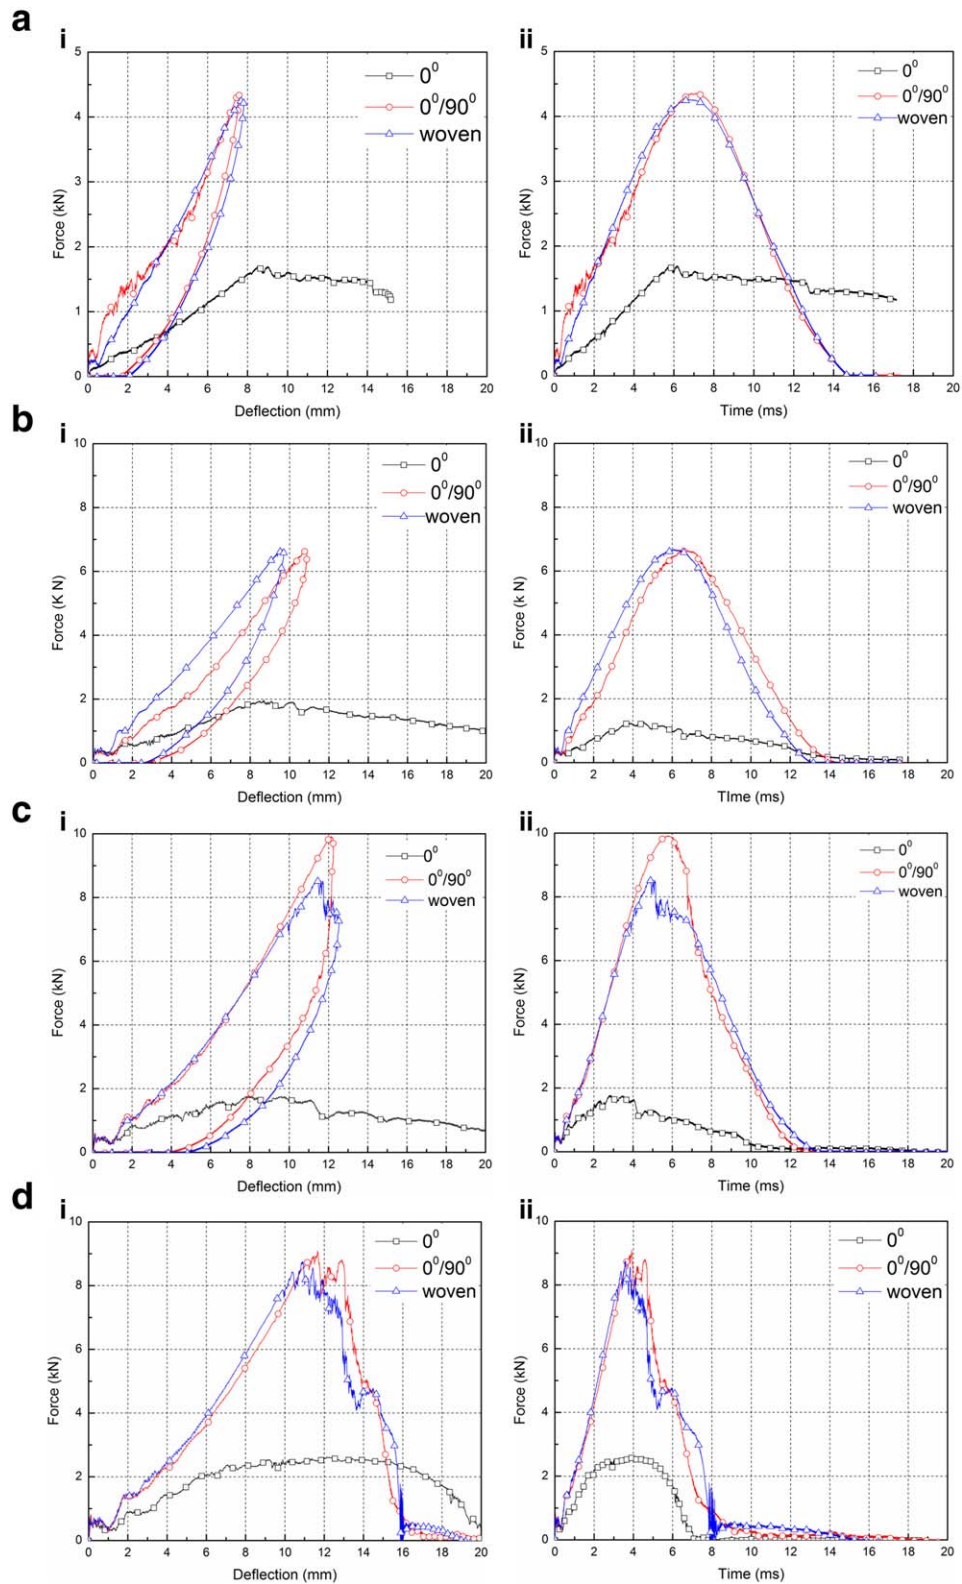 a
i
5
4
3
2
1
0
Force (kN)
0 2 4 6 8 10 12 14 16 18 20
Deflection (mm)
0⁰
0⁰/90⁰
woven
ii
5
4
3
2
1
0
Force (kN)
0 2 4 6 8 10 12 14 16 18 20
Time (ms)
0⁰
0⁰/90⁰
woven
b
i
10
8
6
4
2
0
Force (K N)
0 2 4 6 8 10 12 14 16 18 20
Deflection (mm)
0⁰
0⁰/90⁰
woven
ii
10
8
6
4
2
0
Force (k N)
0 2 4 6 8 10 12 14 16 18 20
TIme (ms)
0⁰
0⁰/90⁰
woven
c
i
10
8
6
4
2
0
Force (kN)
0 2 4 6 8 10 12 14 16 18 20
Deflection (mm)
0⁰
0⁰/90⁰
woven
ii
10
8
6
4
2
0
Force (kN)
0 2 4 6 8 10 12 14 16 18 20
Time (ms)
0⁰
0⁰/90⁰
woven
d
i
10
8
6
4
2
0
Force (kN)
0 2 4 6 8 10 12 14 16 18 20
Deflection (mm)
0⁰
0⁰/90⁰
woven
ii
10
8
6
4
2
0
Force (kN)
0 2 4 6 8 10 12 14 16 18 20
Time (ms)
0⁰
0⁰/90⁰
woven